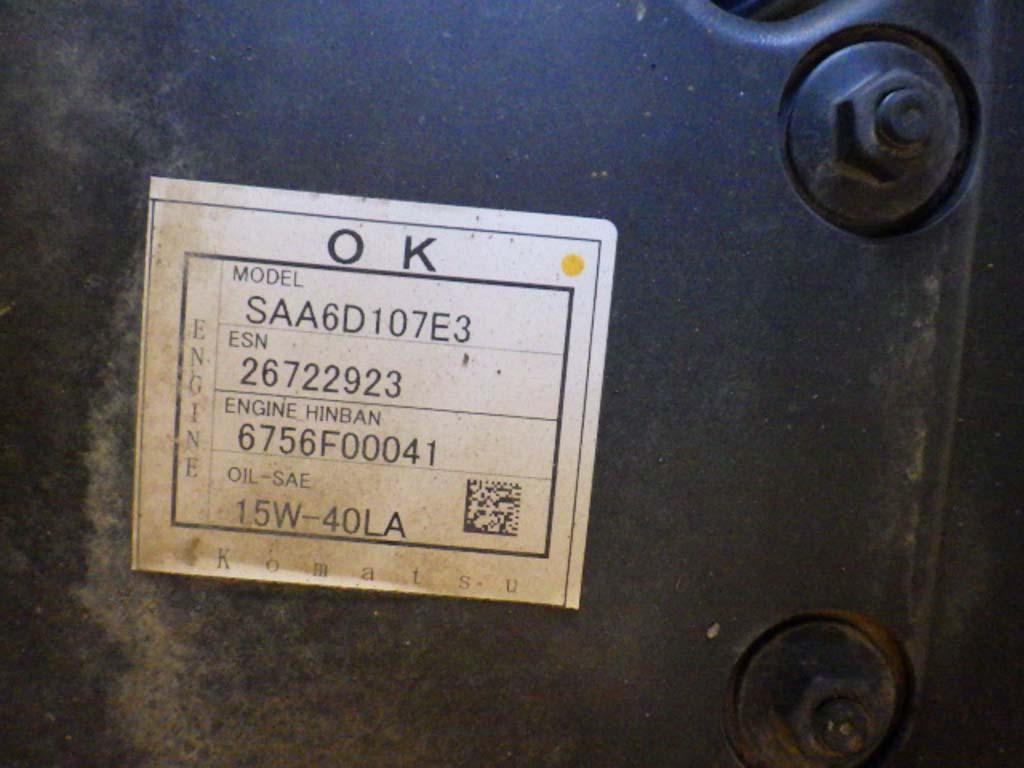 OK
ENGINE
MODEL
SAA6D107E3
ESN
26722923
ENGINE HINBAN
6756F00041
OIL-SAE
15W-40LA
Komatsu